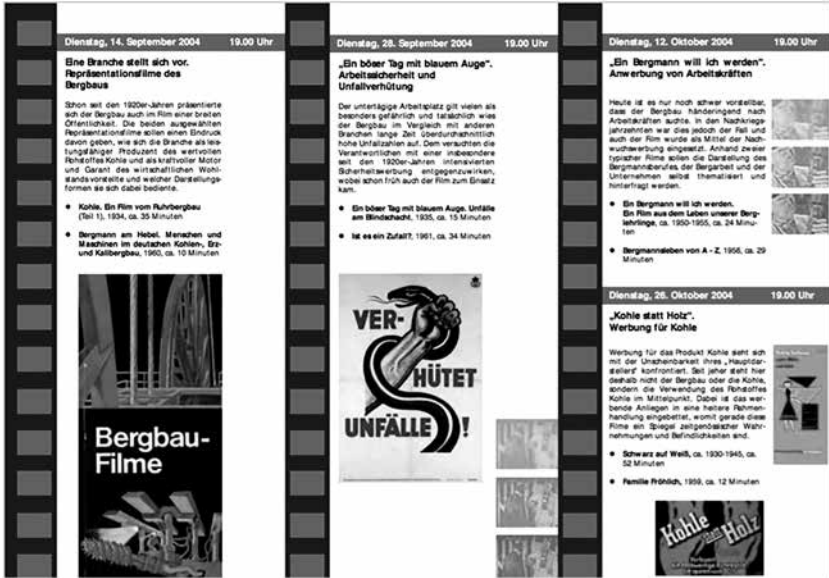 Dienstag, 14. September 2004 19.00 Uhr
Eine Branche stellt sich vor.
Repräsentationsfilme des
Bergbaus
Schon seit den 1920er-Jahren präsentierte
sich der Bergbau auch im Film einer breiten
Öffentlichkeit. Die beiden ausgewählten
Repräsentationsfilme sollen einen Eindruck
davon geben, wie sich die Branche als leis-
tungsfähiger Produzent des wertvollen
Rohstoffes Kohle und als kraftvoller Motor
und Garant des wirtschaftlichen Wohl-
stands vorstellte und welcher Darstellungs-
formen sie sich dabei bediente.
● Kohle. Ein Film vom Ruhrbergbau
(Teil 1), 1934, ca. 35 Minuten
● Bergmann am Hebel. Menschen und
Maschinen im deutschen Kohlen-, Erz-
und Kalibergbau, 1960, ca. 10 Minuten
Bergbau-
Filme
Dienstag, 28. September 2004 19.00 Uhr
„Ein böser Tag mit blauem Auge“.
Arbeitssicherheit und
Unfallverhütung
Der untertägige Arbeitsplatz gilt vielen als
besonders gefährlich und tatsächlich wies
der Bergbau im Vergleich mit anderen
Branchen lange Zeit überdurchschnittlich
hohe Unfallzahlen auf. Dem versuchten die
Verantwortlichen mit einer insbesondere
seit den 1920er-Jahren intensivierten
Sicherheitswerbung entgegenzuwirken,
wobei schon früh auch der Film zum Einsatz
kam.
● Ein böser Tag mit blauem Auge. Unfälle
am Blindschacht, 1935, ca. 15 Minuten
● Ist es ein Zufall?, 1961, ca. 34 Minuten
VER-
HÜTET
UNFÄLLE!
Dienstag, 12. Oktober 2004 19.00 Uhr
„Ein Bergmann will ich werden“.
Anwerbung von Arbeitskräften
Heute ist es nur noch schwer vorstellbar,
dass der Bergbau händeringend nach
Arbeitskräften suchte. In den Nachkriegs-
jahrzehnten war dies jedoch der Fall und
auch der Film wurde als Mittel der Nach-
wuchswerbung eingesetzt. Anhand zweier
typischer Filme sollen die Darstellung des
Bergmannsberufes, der Bergarbeit und der
Unternehmen selbst thematisiert und
hinterfragt werden.
● Ein Bergmann will ich werden.
Ein Film aus dem Leben unserer Berg-
lehrlinge, ca. 1950-1955, ca. 24 Minu-
ten
● Bergmannsleben von A - Z, 1956, ca. 29
Minuten
Dienstag, 26. Oktober 2004 19.00 Uhr
„Kohle statt Holz“.
Werbung für Kohle
Werbung für das Produkt Kohle sieht sich
mit der Unscheinbarkeit ihres „Hauptdar-
stellers“ konfrontiert. Seit jeher steht hier
deshalb nicht der Bergbau oder die Kohle,
sondern die Verwendung des Rohstoffes
Kohle im Mittelpunkt. Dabei ist das wer-
bende Anliegen in eine heitere Rahmen-
handlung eingebettet, womit gerade diese
Filme ein Spiegel zeitgenössischer Wahr-
nehmungen und Befindlichkeiten sind.
● Schwarz auf Weiß, ca. 1930-1945, ca.
52 Minuten
● Familie Fröhlich, 1959, ca. 12 Minuten
Kohle
statt Holz